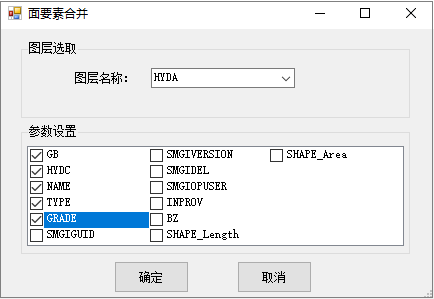 面要素合并
图层选取
图层名称： HYDA
参数设置
GB SMGIVERSION SHAPE_Area
HYDC SMGIDEL
NAME SMGIOPUSER
TYPE INPROV
GRADE BZ
SMGIGUID SHAPE_Length
确定 取消